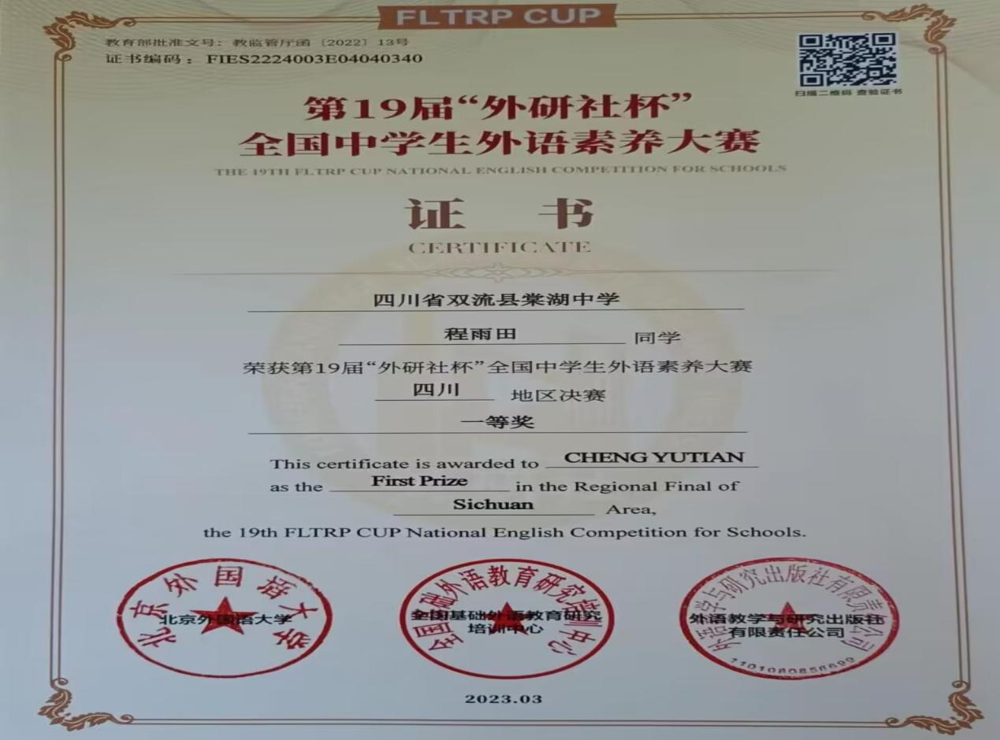 FLTRP CUP
教育部批准文号：教监管厅函〔2022〕13号
证书编码：FIES2224003E04040340
扫描二维码 查验证书
第19届“外研社杯”
全国中学生外语素养大赛
THE 19TH FLTRP CUP NATIONAL ENGLISH COMPETITION FOR SCHOOLS
证 书
CERTIFICATE
四川省双流县棠湖中学
程雨田 同学
荣获第19届“外研社杯”全国中学生外语素养大赛
四川 地区决赛
一等奖
This certificate is awarded to CHENG YUTIAN
as the First Prize in the Regional Final of
Sichuan Area,
the 19th FLTRP CUP National English Competition for Schools.
北京外国语大学
北京外国语大学
全国基础外语教育研究培训中心
全国基础外语教育研究
培训中心
外语教学与研究出版社有限责任公司
外语教学与研究出版社
有限责任公司
2023.03